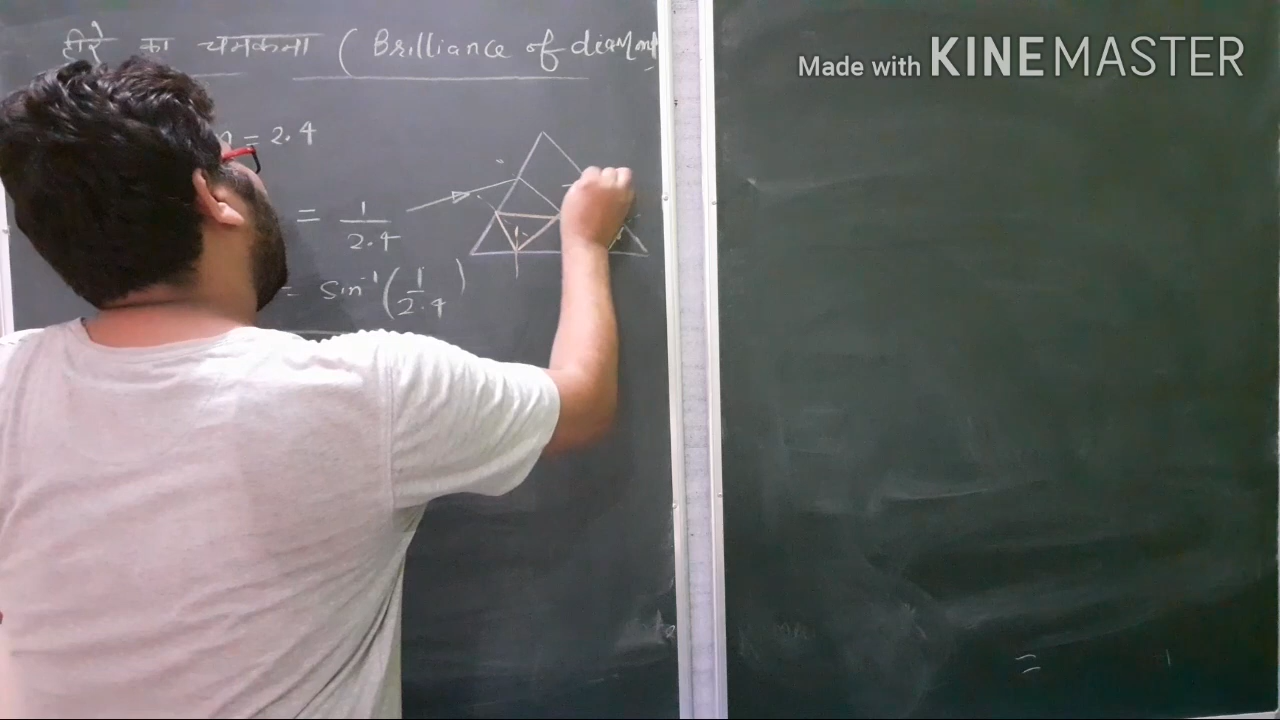 हीरे का चमकना ( Brilliance of diamond
Made with KINEMASTER
n = 2.4
= 1/2.4
= Sin⁻¹(1/2.4)
=